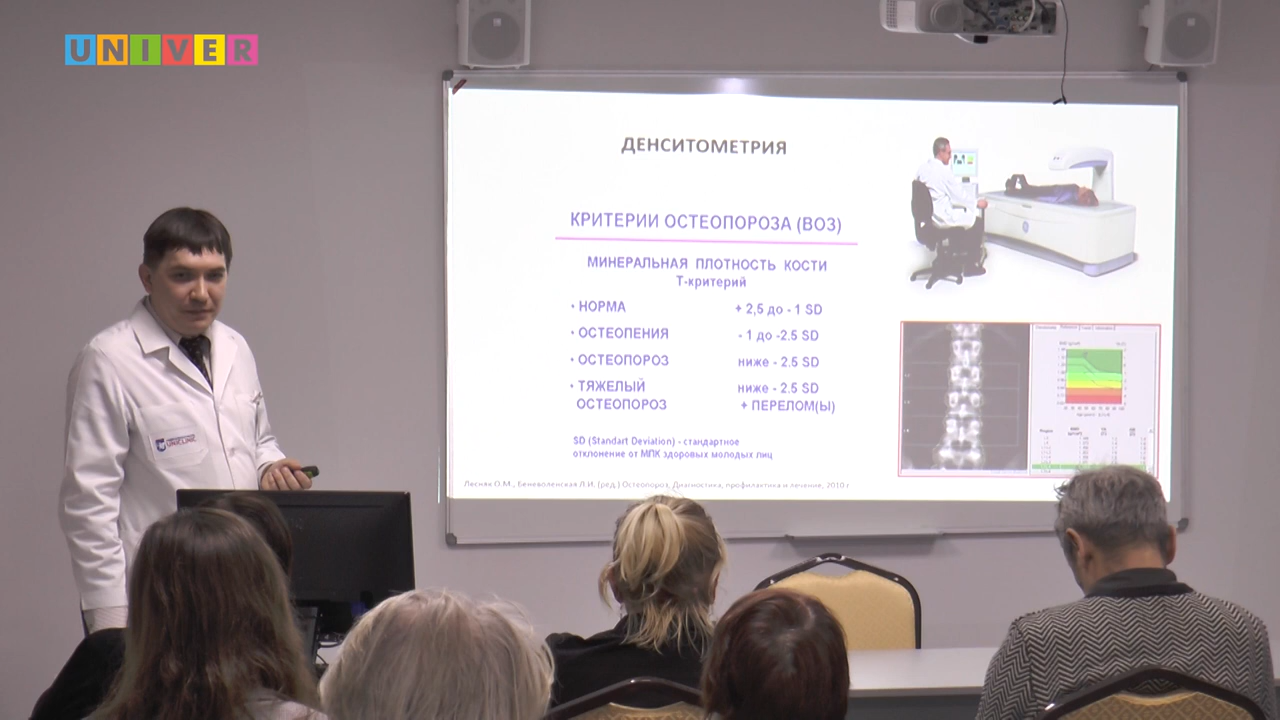 UNIVER
ДЕНСИТОМЕТРИЯ
КРИТЕРИИ ОСТЕОПОРОЗА (ВОЗ)
МИНЕРАЛЬНАЯ ПЛОТНОСТЬ КОСТИ
Т-критерий
• НОРМА + 2,5 до - 1 SD
• ОСТЕОПЕНИЯ - 1 до -2.5 SD
• ОСТЕОПОРОЗ ниже - 2.5 SD
• ТЯЖЕЛЫЙ ниже - 2.5 SD
ОСТЕОПОРОЗ + ПЕРЕЛОМ(Ы)
SD (Standart Deviation) - стандартное
отклонение от МПК здоровых молодых лиц
Лесняк О.М., Беневоленская Л.И. (ред.) Остеопороз. Диагностика, профилактика и лечение, 2010 г
UNICLINIC